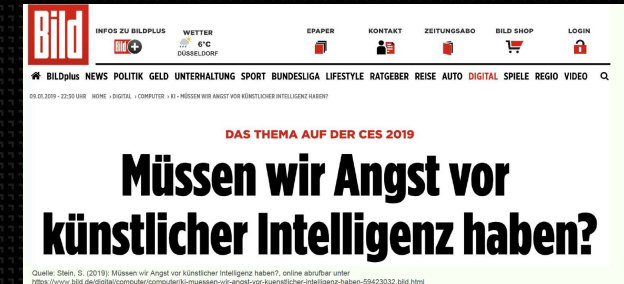 Bild
INFOS ZU BILDPLUS
Bild +
WETTER
6°C
DÜSSELDORF
EPAPER
KONTAKT
ZEITUNGSABO
BILD SHOP
LOGIN
BILDplus NEWS POLITIK GELD UNTERHALTUNG SPORT BUNDESLIGA LIFESTYLE RATGEBER REISE AUTO DIGITAL SPIELE REGIO VIDEO
09.01.2019 - 22:30 UHR HOME › DIGITAL › COMPUTER › KI - MÜSSEN WIR ANGST VOR KÜNSTLICHER INTELLIGENZ HABEN?
DAS THEMA AUF DER CES 2019
Müssen wir Angst vor
künstlicher Intelligenz haben?
Quelle: Stein, S. (2019): Müssen wir Angst vor künstlicher Intelligenz haben?, online abrufbar unter
https://www.bild.de/digital/computer/computer/ki-muessen-wir-angst-vor-kuenstlicher-intelligenz-haben-59423032.bild.html